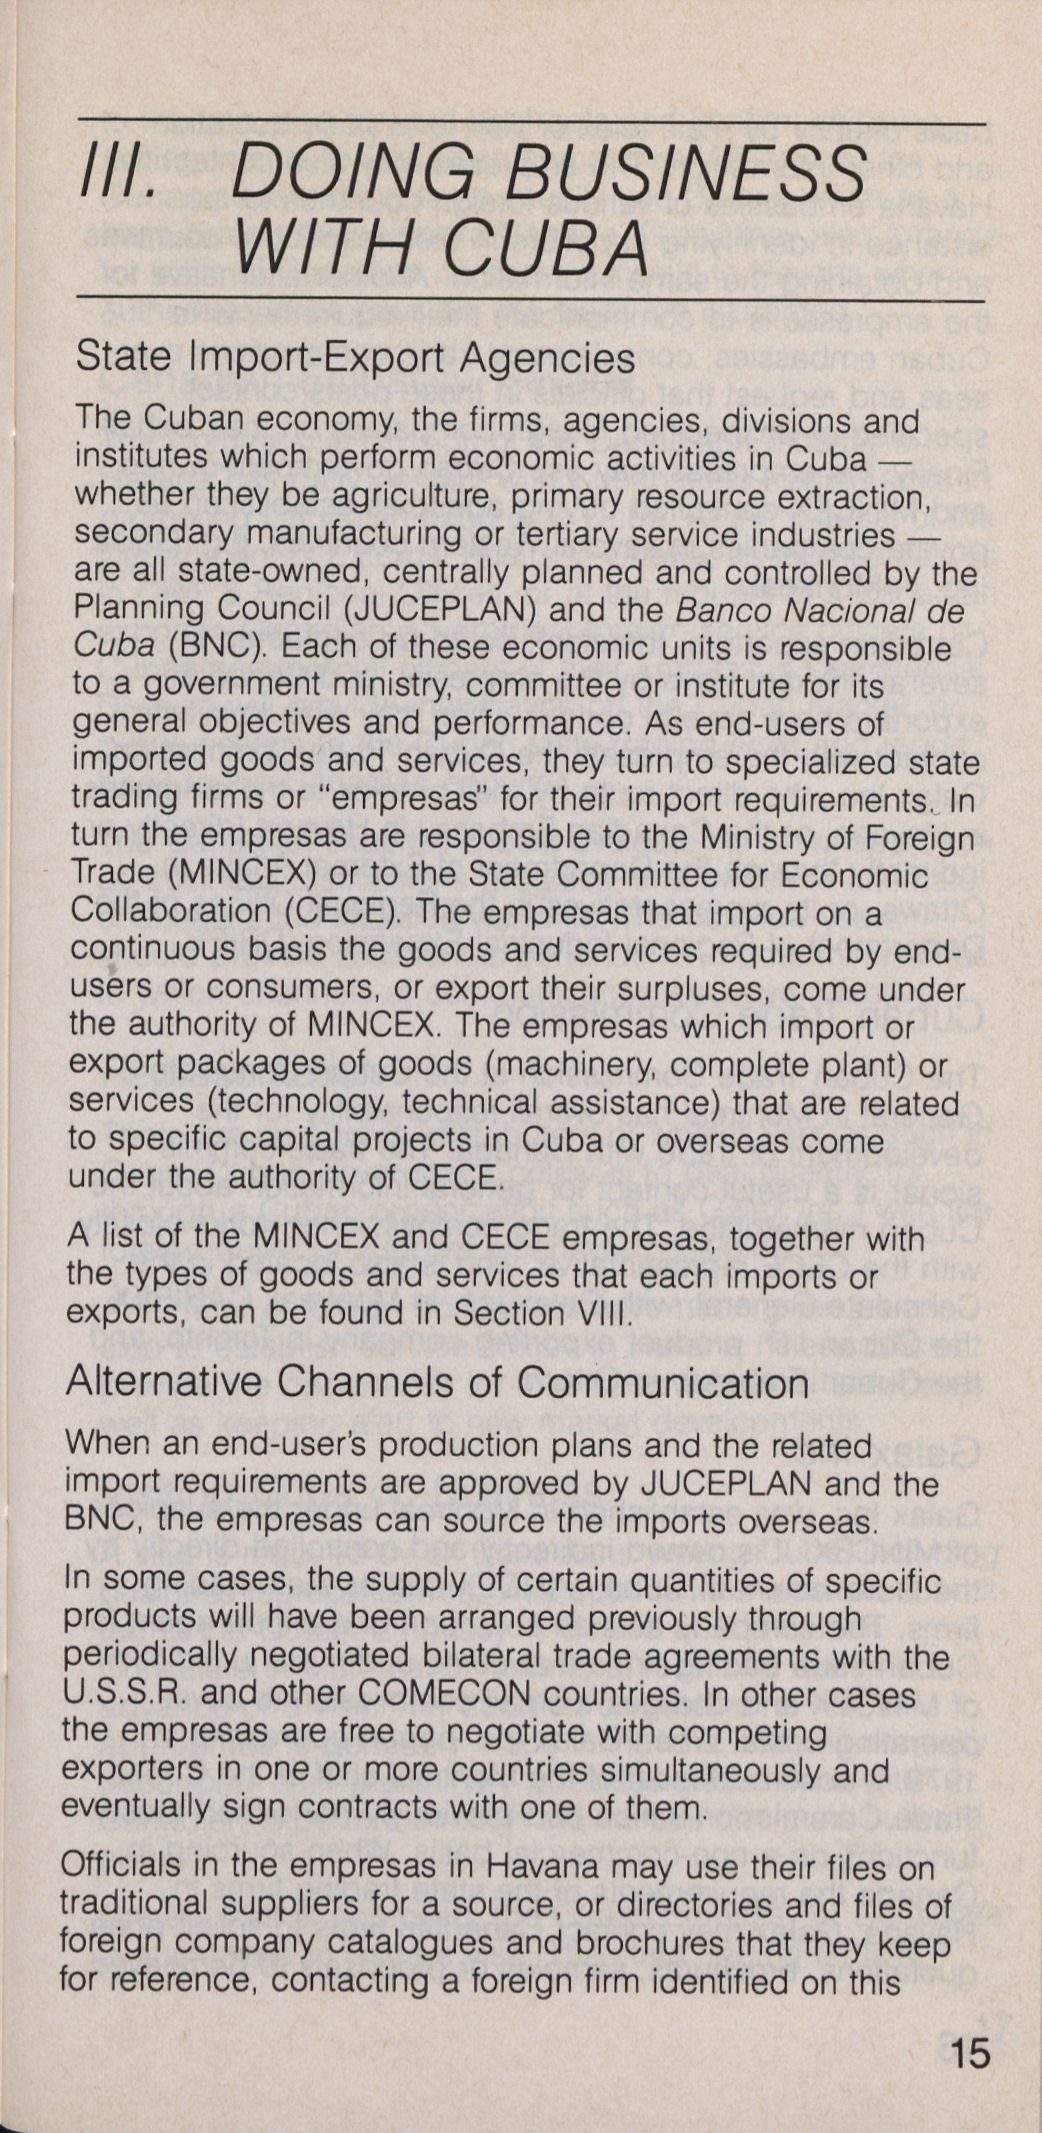 III. DOING BUSINESS
WITH CUBA
State Import-Export Agencies
The Cuban economy, the firms, agencies, divisions and
institutes which perform economic activities in Cuba —
whether they be agriculture, primary resource extraction,
secondary manufacturing or tertiary service industries —
are all state-owned, centrally planned and controlled by the
Planning Council (JUCEPLAN) and the Banco Nacional de
Cuba (BNC). Each of these economic units is responsible
to a government ministry, committee or institute for its
general objectives and performance. As end-users of
imported goods and services, they turn to specialized state
trading firms or “empresas” for their import requirements. In
turn the empresas are responsible to the Ministry of Foreign
Trade (MINCEX) or to the State Committee for Economic
Collaboration (CECE). The empresas that import on a
continuous basis the goods and services required by end-
users or consumers, or export their surpluses, come under
the authority of MINCEX. The empresas which import or
export packages of goods (machinery, complete plant) or
services (technology, technical assistance) that are related
to specific capital projects in Cuba or overseas come
under the authority of CECE.
A list of the MINCEX and CECE empresas, together with
the types of goods and services that each imports or
exports, can be found in Section VIII.
Alternative Channels of Communication
When an end-user's production plans and the related
import requirements are approved by JUCEPLAN and the
BNC, the empresas can source the imports overseas.
In some cases, the supply of certain quantities of specific
products will have been arranged previously through
periodically negotiated bilateral trade agreements with the
U.S.S.R. and other COMECON countries. In other cases
the empresas are free to negotiate with competing
exporters in one or more countries simultaneously and
eventually sign contracts with one of them.
Officials in the empresas in Havana may use their files on
traditional suppliers for a source, or directories and files of
foreign company catalogues and brochures that they keep
for reference, contacting a foreign firm identified on this
15